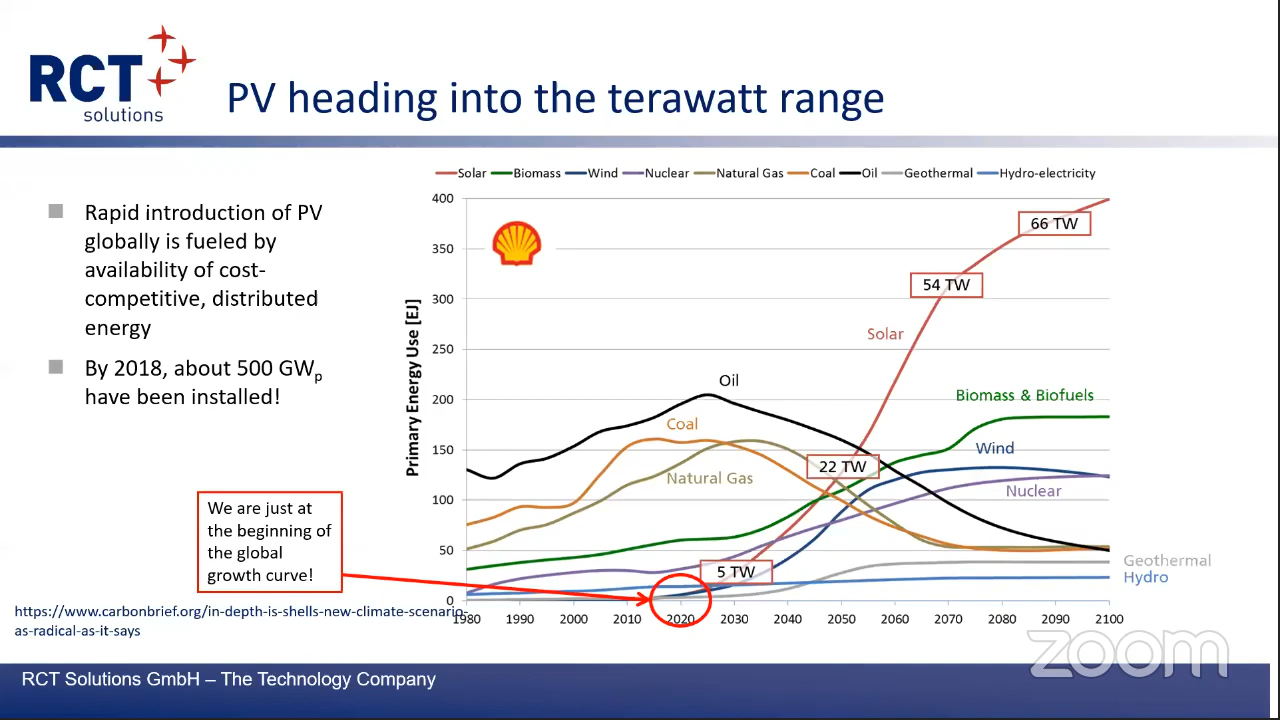 RCT
solutions
PV heading into the terawatt range
Rapid introduction of PV
globally is fueled by
availability of cost-
competitive, distributed
energy
By 2018, about 500 GWp
have been installed!
We are just at
the beginning of
the global
growth curve!
https://www.carbonbrief.org/in-depth-is-shells-new-climate-scenario-
as-radical-as-it-says
Solar Biomass Wind Nuclear Natural Gas Coal Oil Geothermal Hydro-electricity
Primary Energy Use [EJ]
400
350
300
250
200
150
100
50
0
66 TW
54 TW
Solar
Oil
Biomass & Biofuels
Coal
Wind
22 TW
Natural Gas
Nuclear
5 TW
Geothermal
Hydro
1980 1990 2000 2010 2020 2030 2040 2050 2060 2070 2080 2090 2100
zoom
RCT Solutions GmbH – The Technology Company